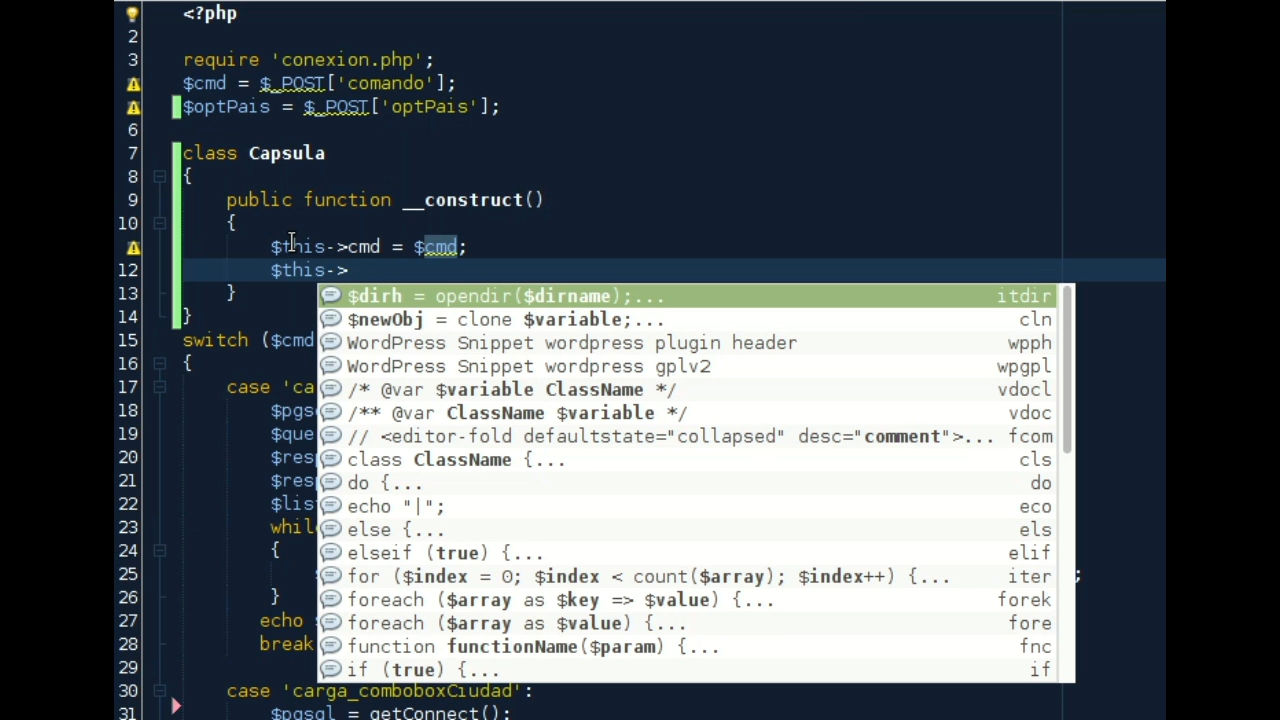 <?php
2
3 require 'conexion.php';
$cmd = $_POST['comando'];
$optPais = $_POST['optPais'];
6
7 class Capsula
8 {
9 public function __construct()
10 {
$this->cmd = $cmd;
12 $this->
13 }
14 }
15 switch ($cmd
16 {
17 case 'ca
18 $pgs
19 $que
20 $res
21 $res
22 $lis
23 whil
24 {
25 ;
26 }
27 echo
28 break
29
30 case 'carga_comboboxCiudad':
31 $pgsql = getConnect();
$dirh = opendir($dirname);... itdir
$newObj = clone $variable;... cln
WordPress Snippet wordpress plugin header wpph
WordPress Snippet wordpress gplv2 wpgpl
/* @var $variable ClassName */ vdocl
/** @var ClassName $variable */ vdoc
// <editor-fold defaultstate="collapsed" desc="comment">... fcom
class ClassName {... cls
do {... do
echo "|"; eco
else {... els
elseif (true) {... elif
for ($index = 0; $index < count($array); $index++) {... iter
foreach ($array as $key => $value) {... forek
foreach ($array as $value) {... fore
function functionName($param) {... fnc
if (true) {... if